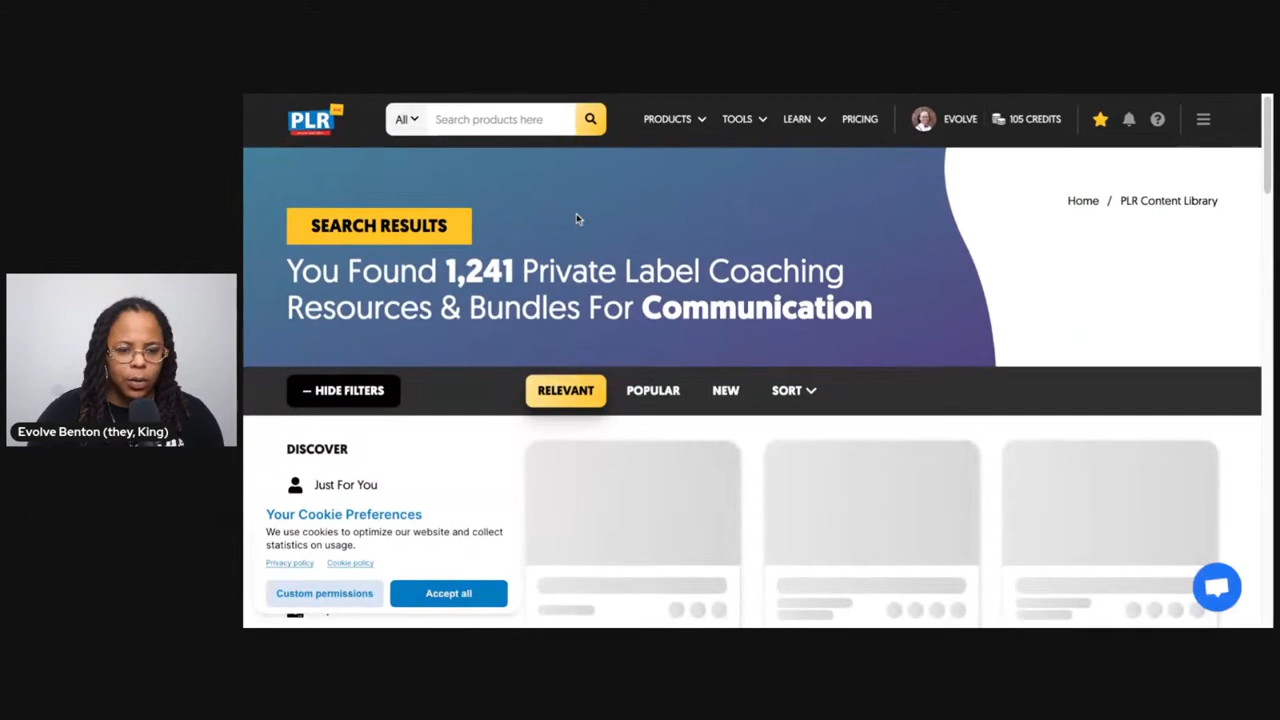 PLR
All
Search products here
PRODUCTS
TOOLS
LEARN
PRICING
EVOLVE
105 CREDITS
Home / PLR Content Library
SEARCH RESULTS
You Found 1,241 Private Label Coaching
Resources & Bundles For Communication
— HIDE FILTERS
RELEVANT
POPULAR
NEW
SORT
DISCOVER
Just For You
Your Cookie Preferences
We use cookies to optimize our website and collect
statistics on usage.
Privacy policy
Cookie policy
Custom permissions
Accept all
Evolve Benton (they, King)